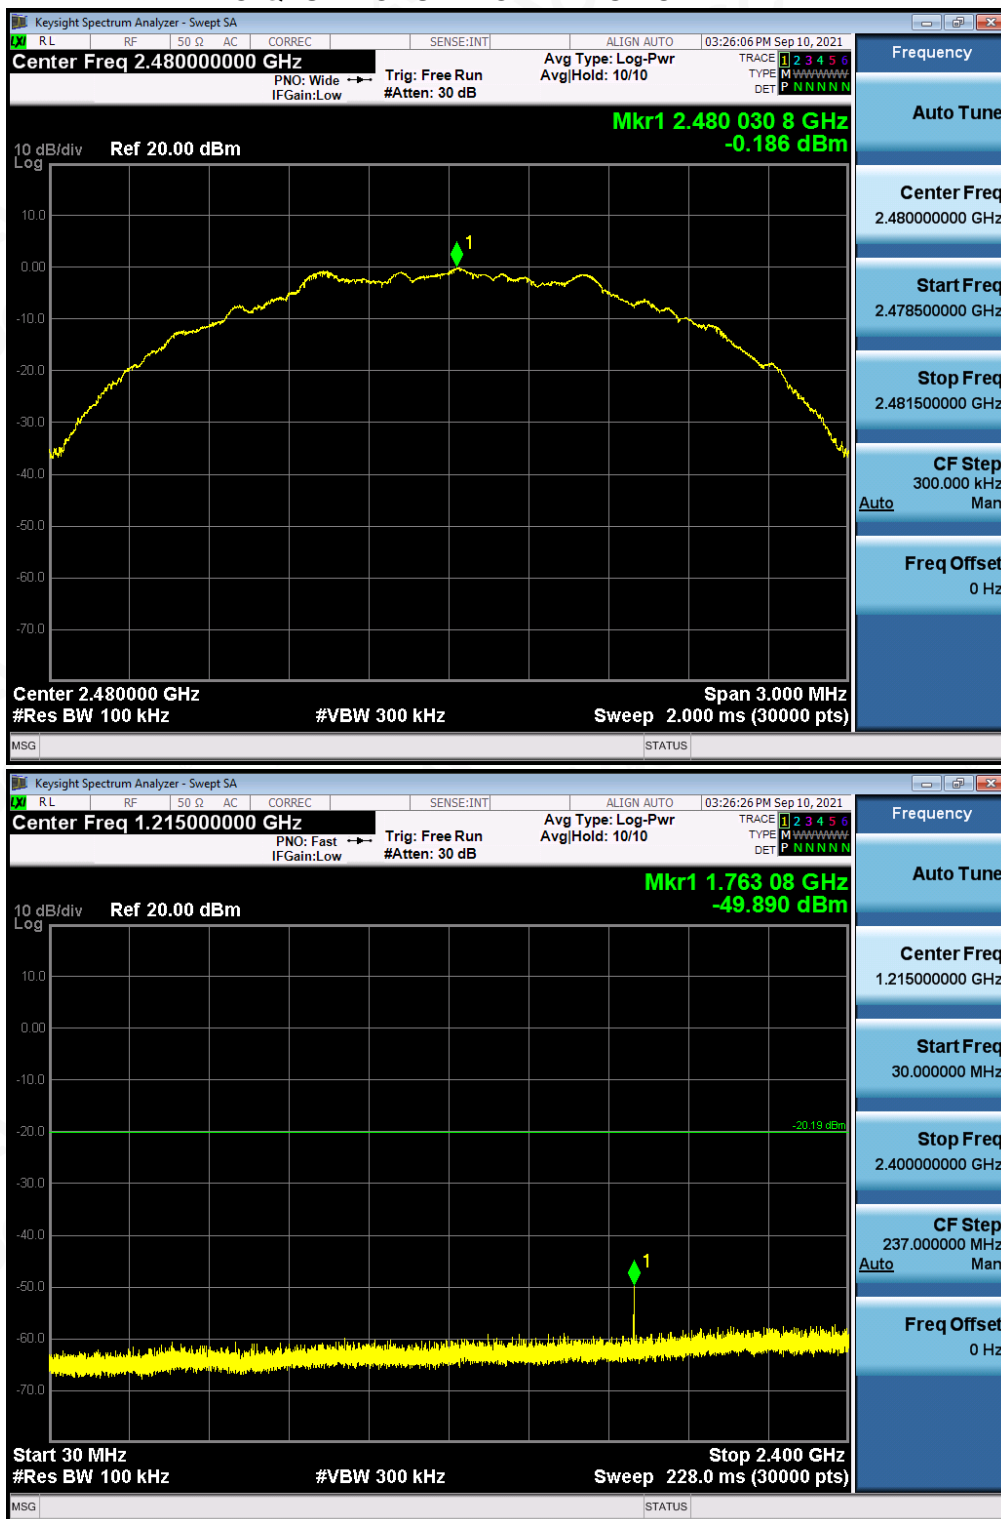 Keysight Spectrum Analyzer - Swept SA
LXI RL RF 50 Ω AC CORREC SENSE:INT ALIGN AUTO 03:26:06 PM Sep 10, 2021
Center Freq 2.480000000 GHz
PNO: Wide
IFGain:Low
Trig: Free Run
#Atten: 30 dB
Avg Type: Log-Pwr
Avg|Hold: 10/10
TRACE 1 2 3 4 5 6
TYPE M WWWWW
DET P N N N N N
Mkr1 2.480 030 8 GHz
-0.186 dBm
10 dB/div Ref 20.00 dBm
Log
10.0
0.00
-10.0
-20.0
-30.0
-40.0
-50.0
-60.0
-70.0
1
Center 2.480000 GHz Span 3.000 MHz
#Res BW 100 kHz #VBW 300 kHz Sweep 2.000 ms (30000 pts)
MSG STATUS
Frequency
Auto Tune
Center Freq
2.480000000 GHz
Start Freq
2.478500000 GHz
Stop Freq
2.481500000 GHz
CF Step
300.000 kHz
Auto Man
Freq Offset
0 Hz
Keysight Spectrum Analyzer - Swept SA
LXI RL RF 50 Ω AC CORREC SENSE:INT ALIGN AUTO 03:26:26 PM Sep 10, 2021
Center Freq 1.215000000 GHz
PNO: Fast
IFGain:Low
Trig: Free Run
#Atten: 30 dB
Avg Type: Log-Pwr
Avg|Hold: 10/10
TRACE 1 2 3 4 5 6
TYPE M WWWWW
DET P N N N N N
Mkr1 1.763 08 GHz
-49.890 dBm
10 dB/div Ref 20.00 dBm
Log
10.0
0.00
-10.0
-20.0
-30.0
-40.0
-50.0
-60.0
-70.0
-20.19 dBm
1
Start 30 MHz Stop 2.400 GHz
#Res BW 100 kHz #VBW 300 kHz Sweep 228.0 ms (30000 pts)
MSG STATUS
Frequency
Auto Tune
Center Freq
1.215000000 GHz
Start Freq
30.000000 MHz
Stop Freq
2.400000000 GHz
CF Step
237.000000 MHz
Auto Man
Freq Offset
0 Hz